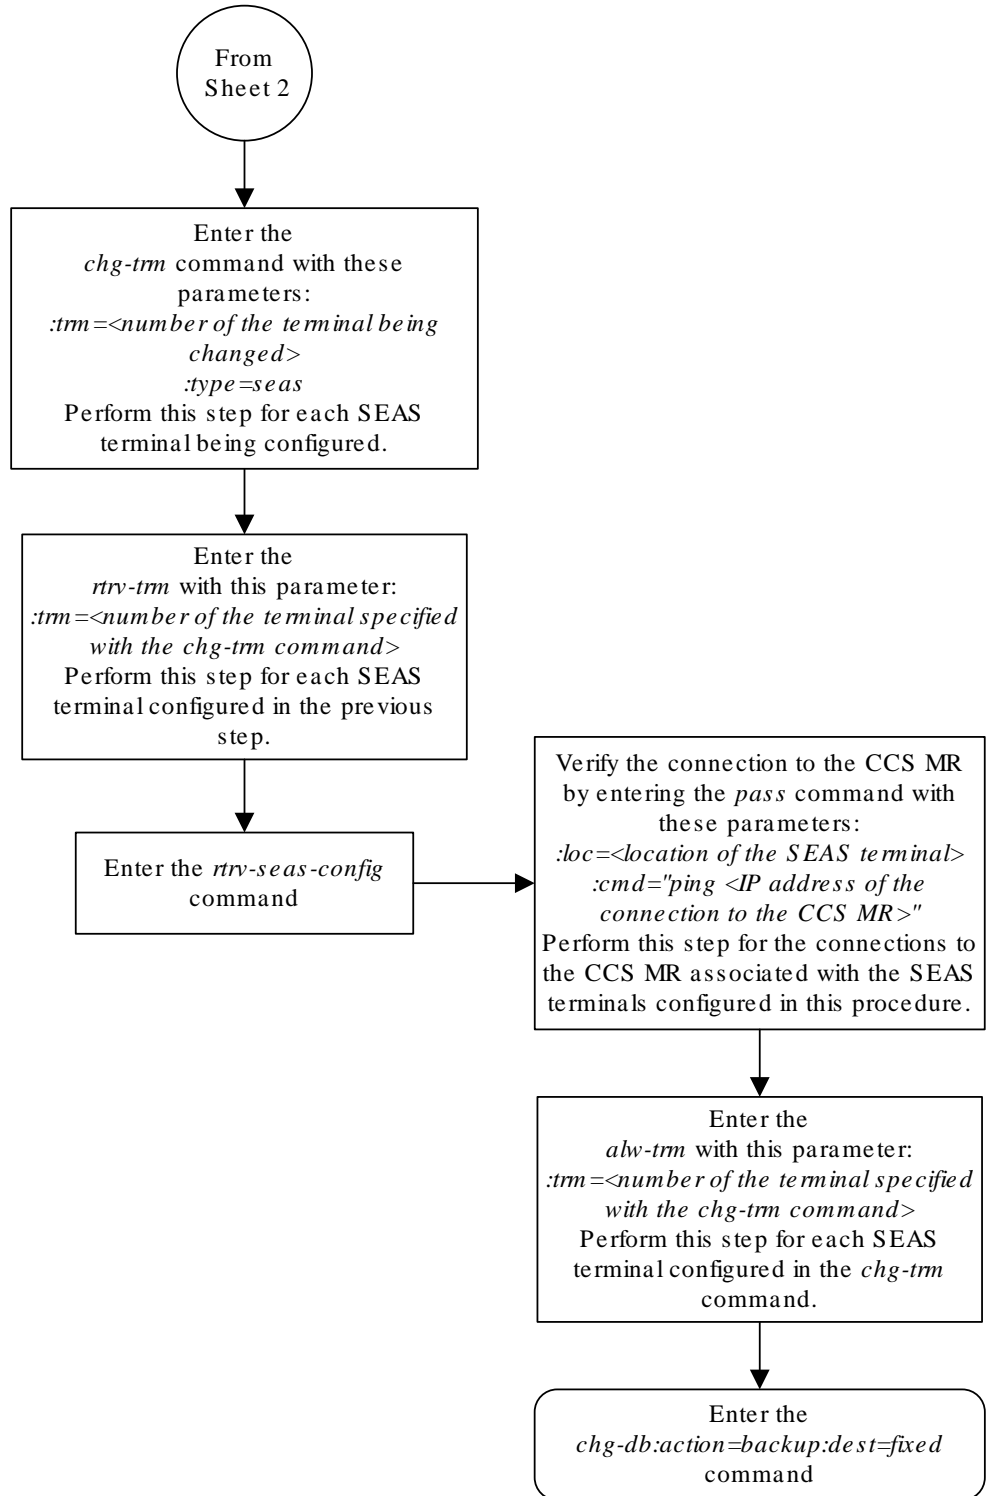 From
Sheet 2
Enter the
chg-trm command with these
parameters:
:trm=<number of the terminal being
changed>
:type=seas
Perform this step for each SEAS
terminal being configured.
Enter the
rtrv-trm with this parameter:
:trm=<number of the terminal specified
with the chg-trm command>
Perform this step for each SEAS
terminal configured in the previous
step.
Enter the rtrv-seas-config
command
Verify the connection to the CCS MR
by entering the pass command with
these parameters:
:loc=<location of the SEAS terminal>
:cmd="ping <IP address of the
connection to the CCS MR>"
Perform this step for the connections to
the CCS MR associated with the SEAS
terminals configured in this procedure.
Enter the
alw-trm with this parameter:
:trm=<number of the terminal specified
with the chg-trm command>
Perform this step for each SEAS
terminal configured in the chg-trm
command.
Enter the
chg-db:action=backup:dest=fixed
command